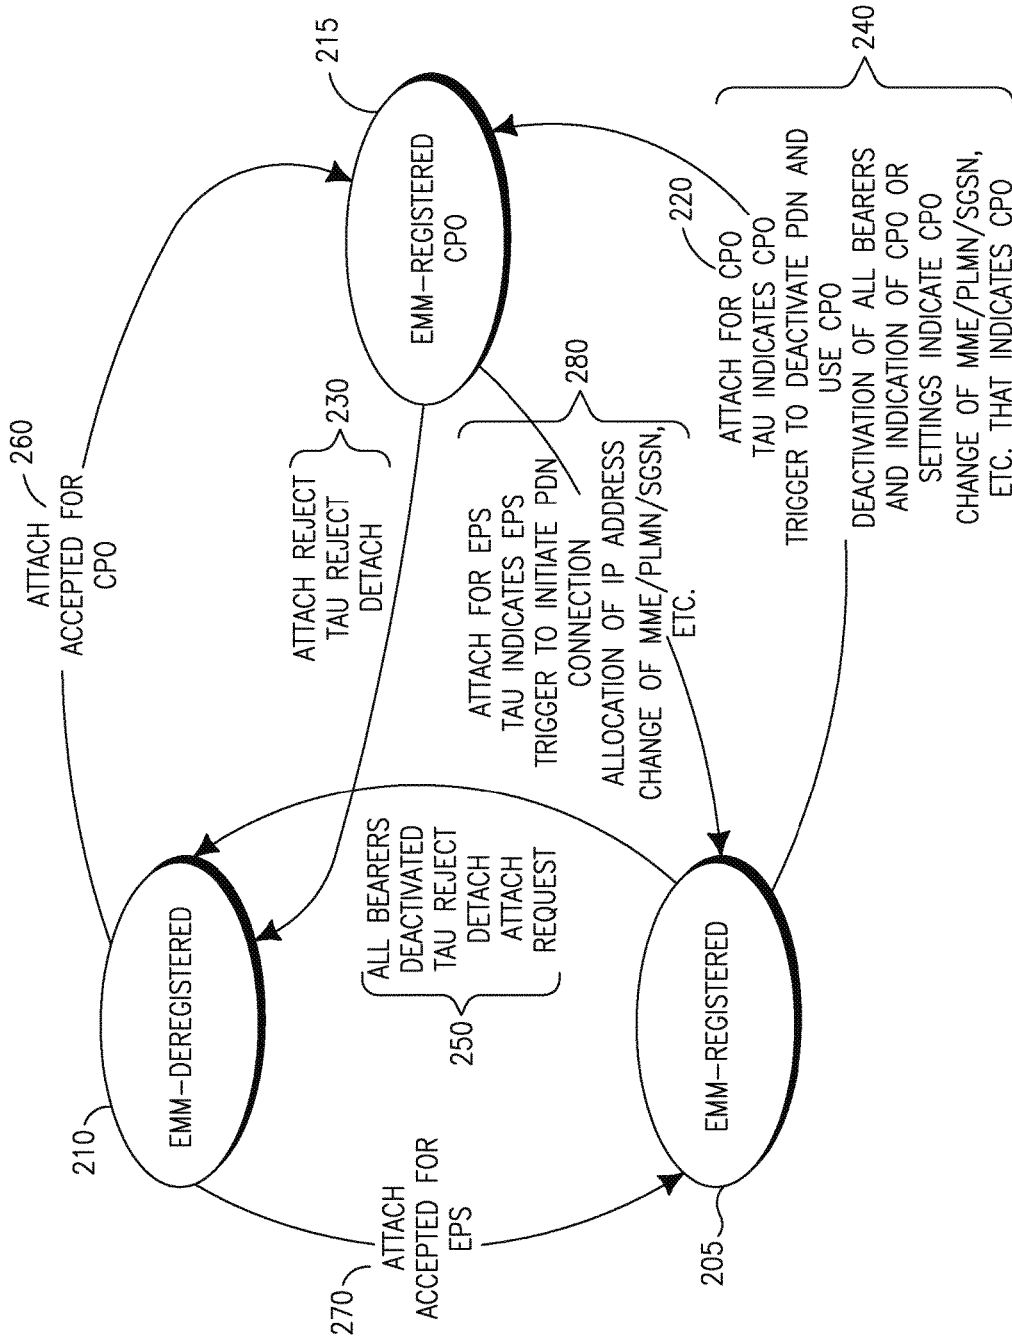 210
EMM-DEREGISTERED
ATTACH
ACCEPTED FOR
CPO
260
EMM-REGISTERED
CPO
215
ATTACH REJECT
TAU REJECT
DETACH
230
270
ATTACH
ACCEPTED FOR
EPS
250
ALL BEARERS
DEACTIVATED
TAU REJECT
DETACH
ATTACH
REQUEST
ATTACH FOR EPS
TAU INDICATES EPS
TRIGGER TO INITIATE PDN
CONNECTION
ALLOCATION OF IP ADDRESS
CHANGE OF MME/PLMN/SGSN,
ETC.
280
205
EMM-REGISTERED
220
ATTACH FOR CPO
TAU INDICATES CPO
TRIGGER TO DEACTIVATE PDN AND
USE CPO
DEACTIVATION OF ALL BEARERS
AND INDICATION OF CPO OR
SETTINGS INDICATE CPO
CHANGE OF MME/PLMN/SGSN,
ETC. THAT INDICATES CPO
240